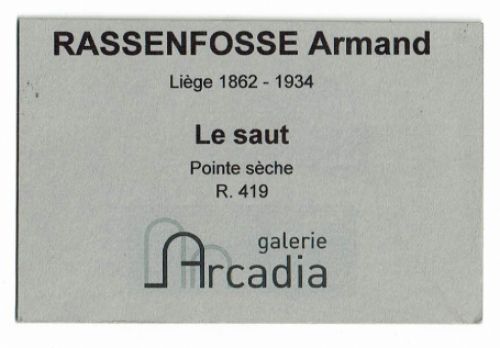 RASSENFOSSE Armand
Liège 1862 - 1934
Le saut
Pointe sèche
R. 419
galerie
Arcadia